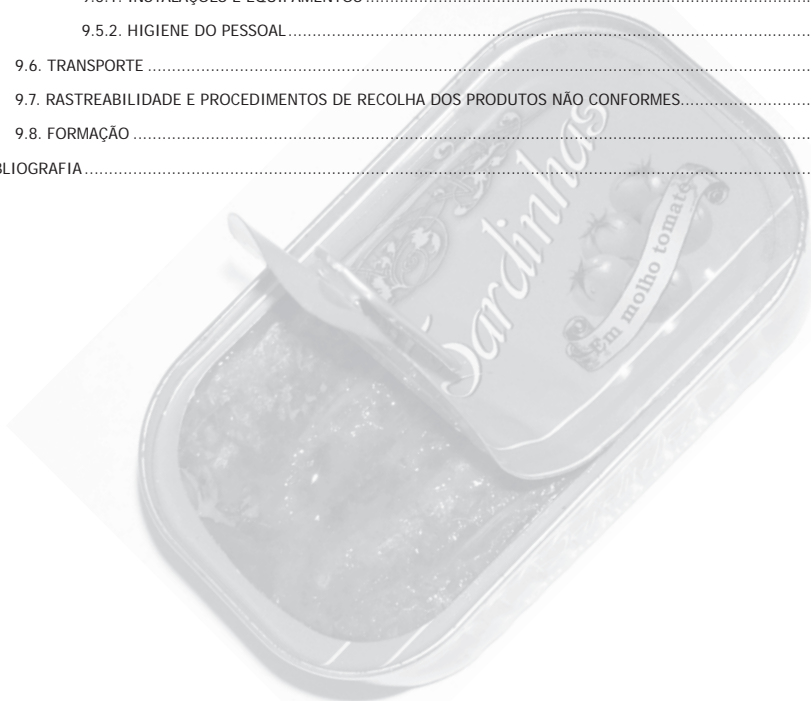 9.5.2. HIGIENE DO PESSOAL
9.6. TRANSPORTE
9.7. RASTREABILIDADE E PROCEDIMENTOS DE RECOLHA DOS PRODUTOS NÃO CONFORMES
9.8. FORMAÇÃO
BLIOGRAFIA
Sardinhas
Em molho tomate